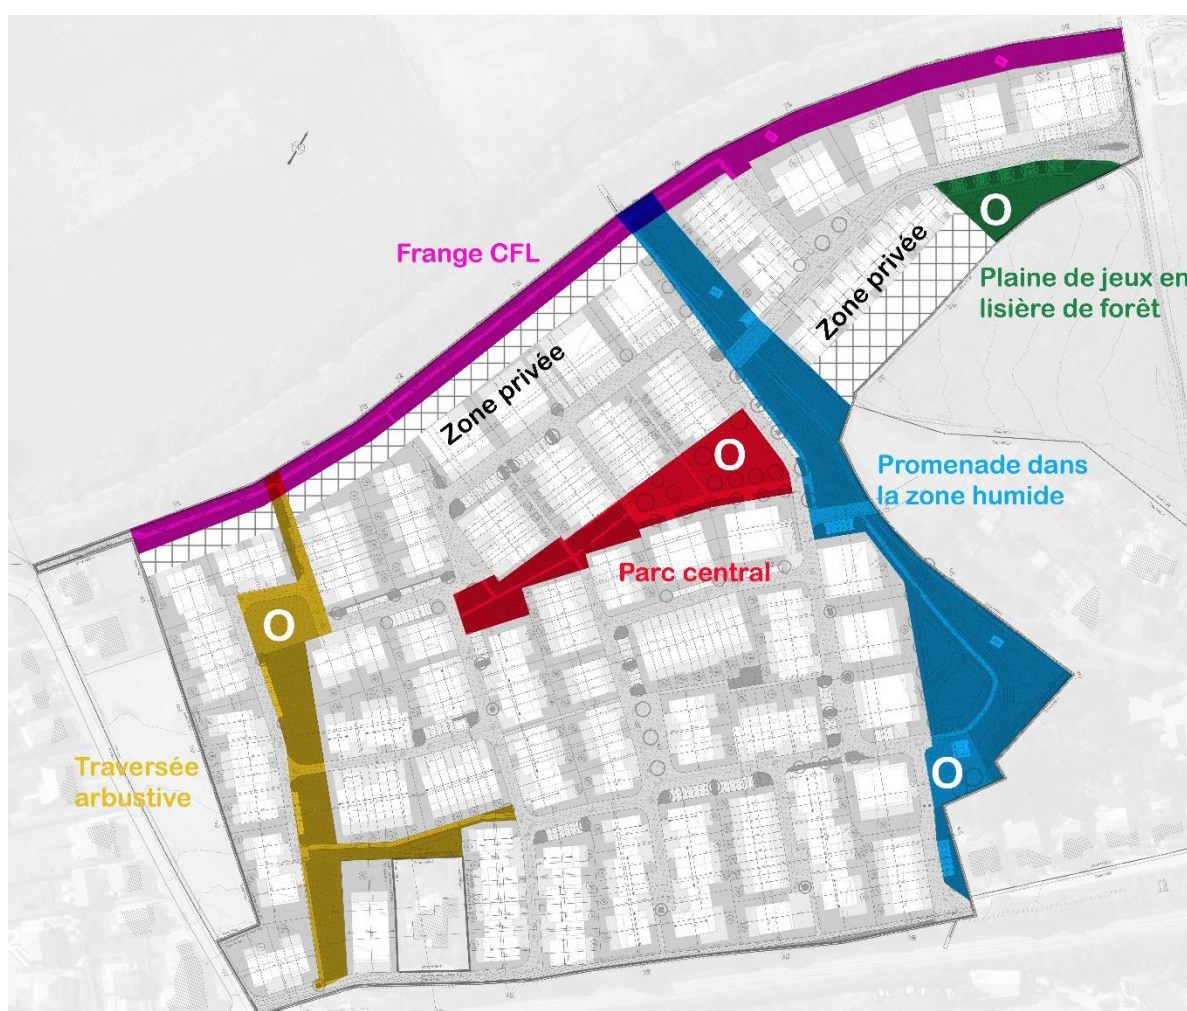 Frange CFL
O
Zone privée
Plaine de jeux en
lisière de forêt
Zone privée
O
Promenade dans
la zone humide
Parc central
O
Traversée
arbustive
O